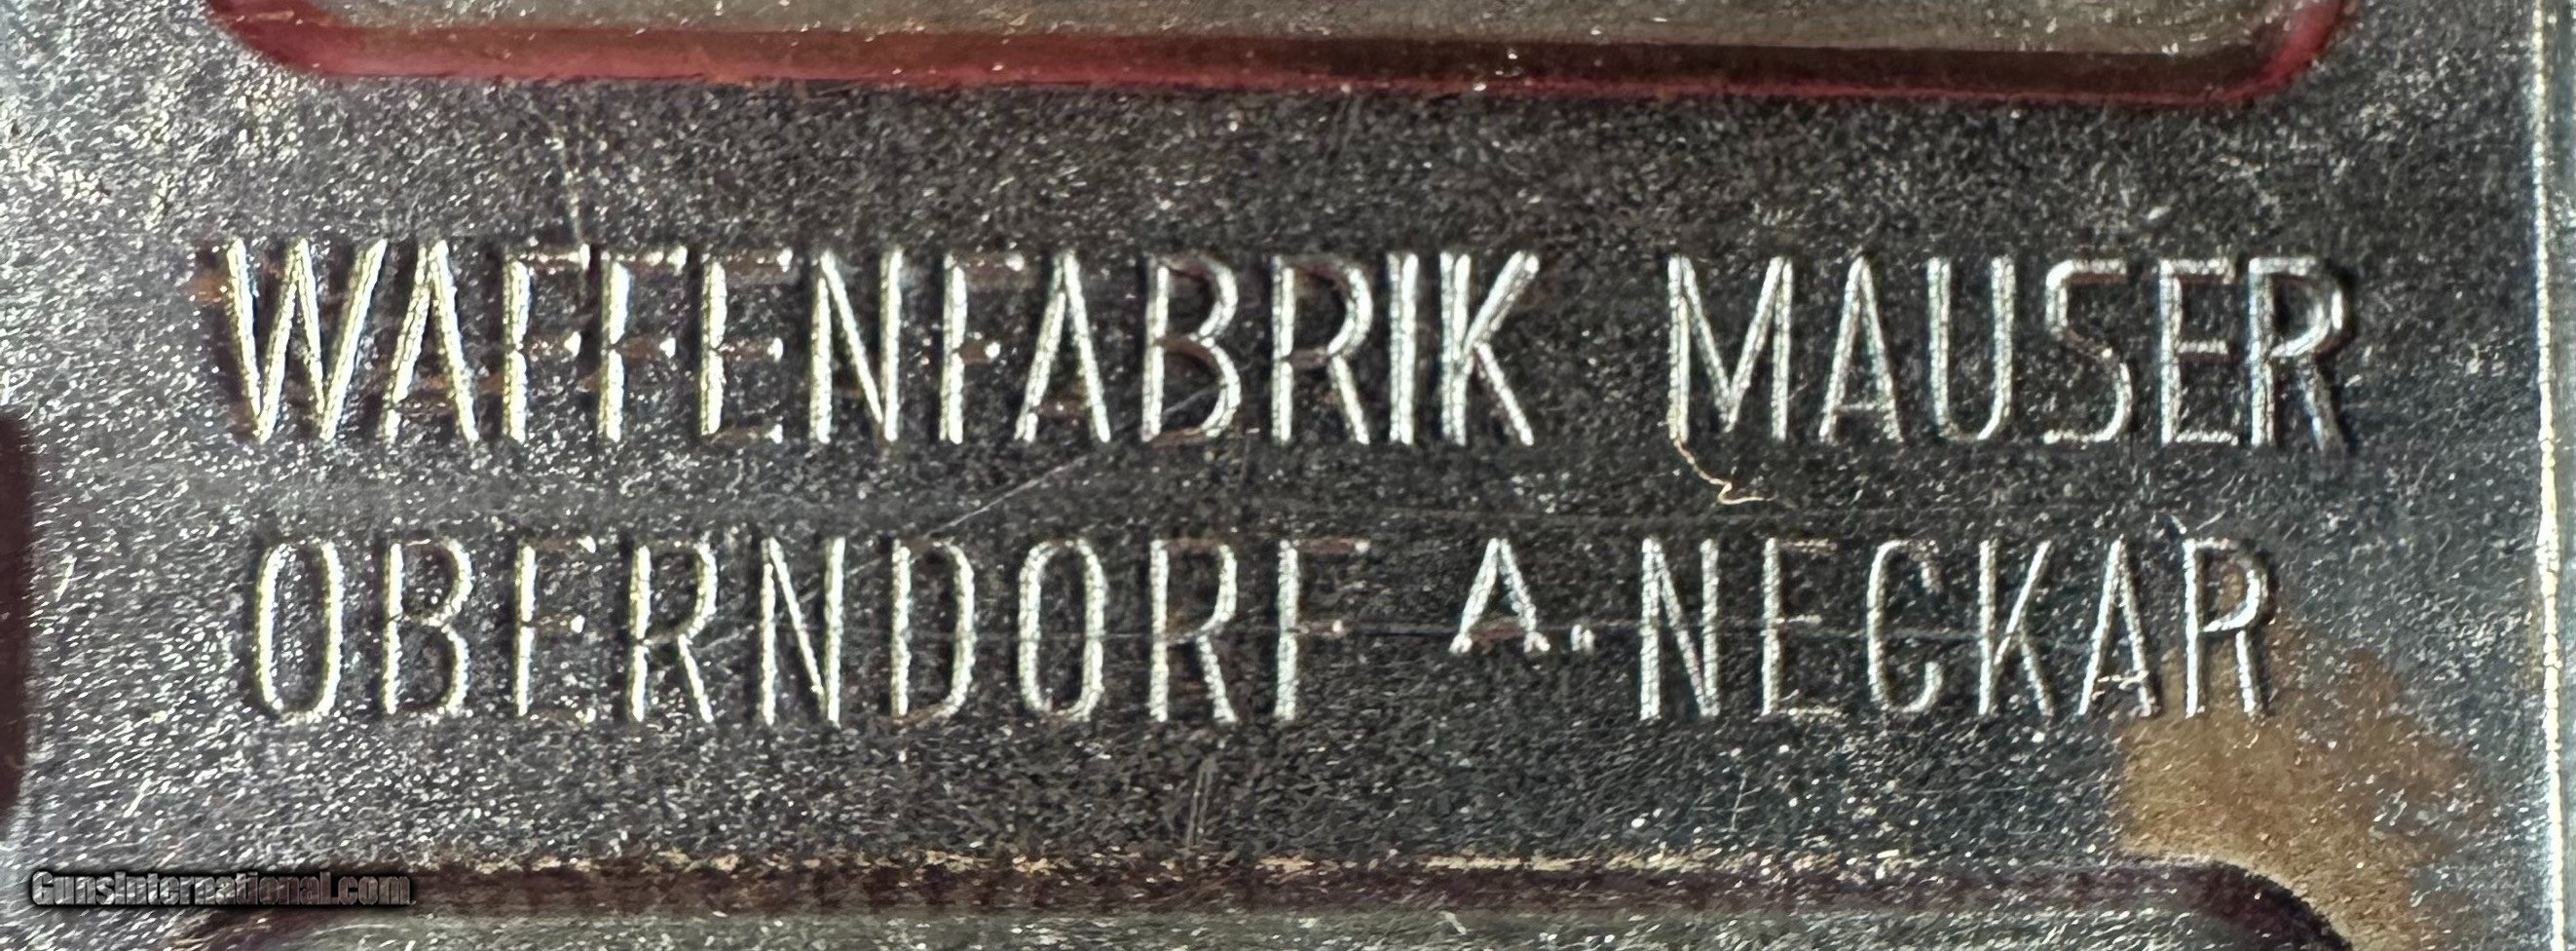 WAFFENFABRIK MAUSER
OBERNDORF A. NECKAR
GunsInternational.com